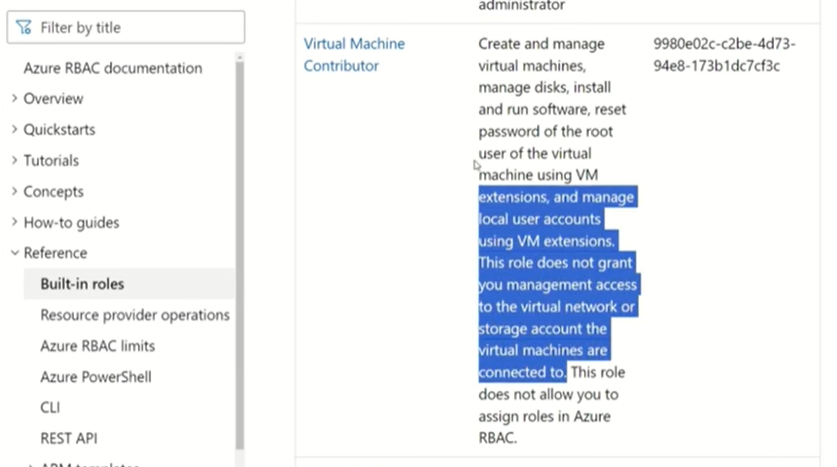 administrator
Filter by title
Azure RBAC documentation
Overview
Quickstarts
Tutorials
Concepts
How-to guides
Reference
Built-in roles
Resource provider operations
Azure RBAC limits
Azure PowerShell
CLI
REST API
ARM templates
Virtual Machine
Contributor
Create and manage
virtual machines,
manage disks, install
and run software, reset
password of the root
user of the virtual
machine using VM
extensions, and manage
local user accounts
using VM extensions.
This role does not grant
you management access
to the virtual network or
storage account the
virtual machines are
connected to. This role
does not allow you to
assign roles in Azure
RBAC.
9980e02c-c2be-4d73-
94e8-173b1dc7cf3c